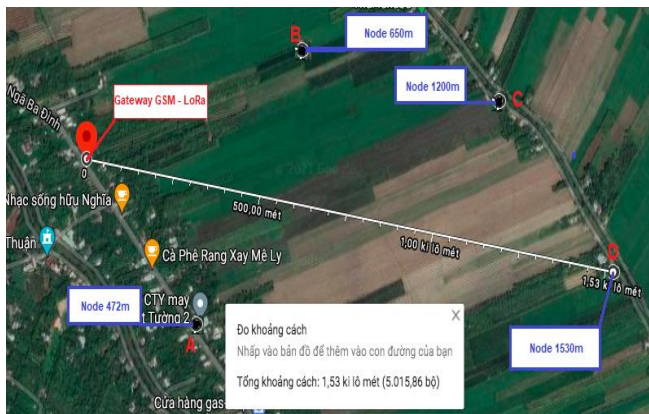 B
Node 650m
Node 1200m
C
Ngã Ba Đình
Gateway GSM - LoRa
0
Nhạc sống hữu Nghĩa
500,00 mét
Thuận
Cà Phê Rang Xay Mê Ly
1,00 ki lô mét
D
1,53 ki lô mét
Node 472m
CTY may
t Tường 2
A
Đo khoảng cách
Nhấp vào bản đồ để thêm vào con đường của bạn
Tổng khoảng cách: 1,53 ki lô mét (5.015,86 bộ)
Node 1530m
Cửa hàng gas